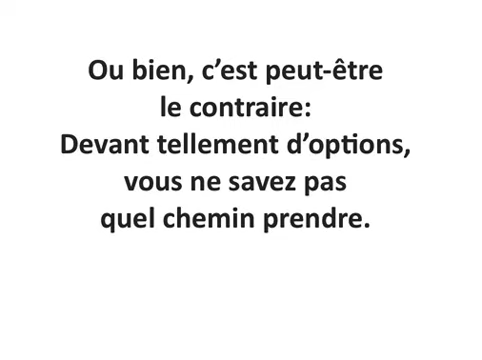 Ou bien, c’est peut-être
le contraire:
Devant tellement d’options,
vous ne savez pas
quel chemin prendre.